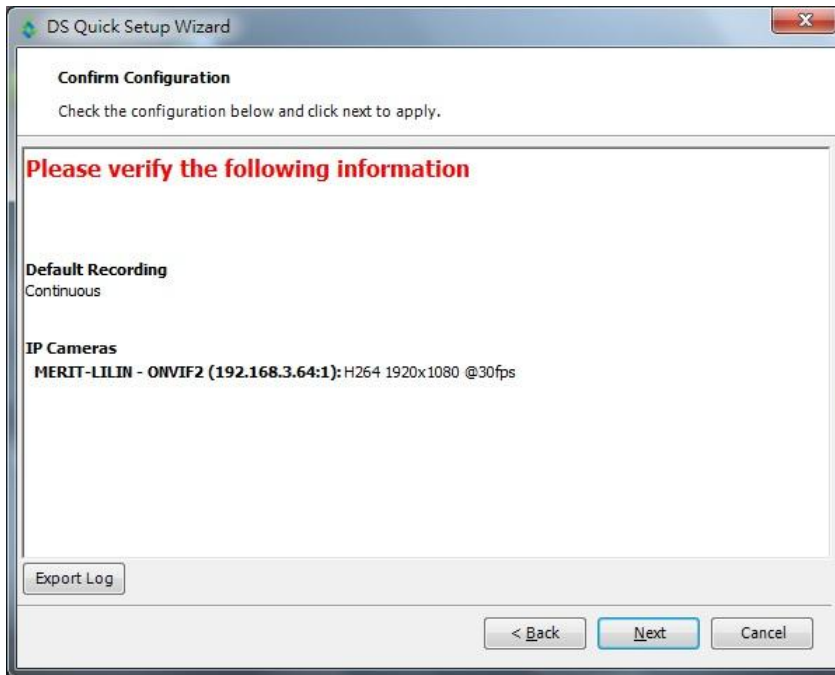 DS Quick Setup Wizard
Confirm Configuration
Check the configuration below and click next to apply.
Please verify the following information
Default Recording
Continuous
IP Cameras
MERIT-LILIN - ONVIF2 (192.168.3.64:1): H264 1920x1080 @30fps
Export Log
< Back Next Cancel